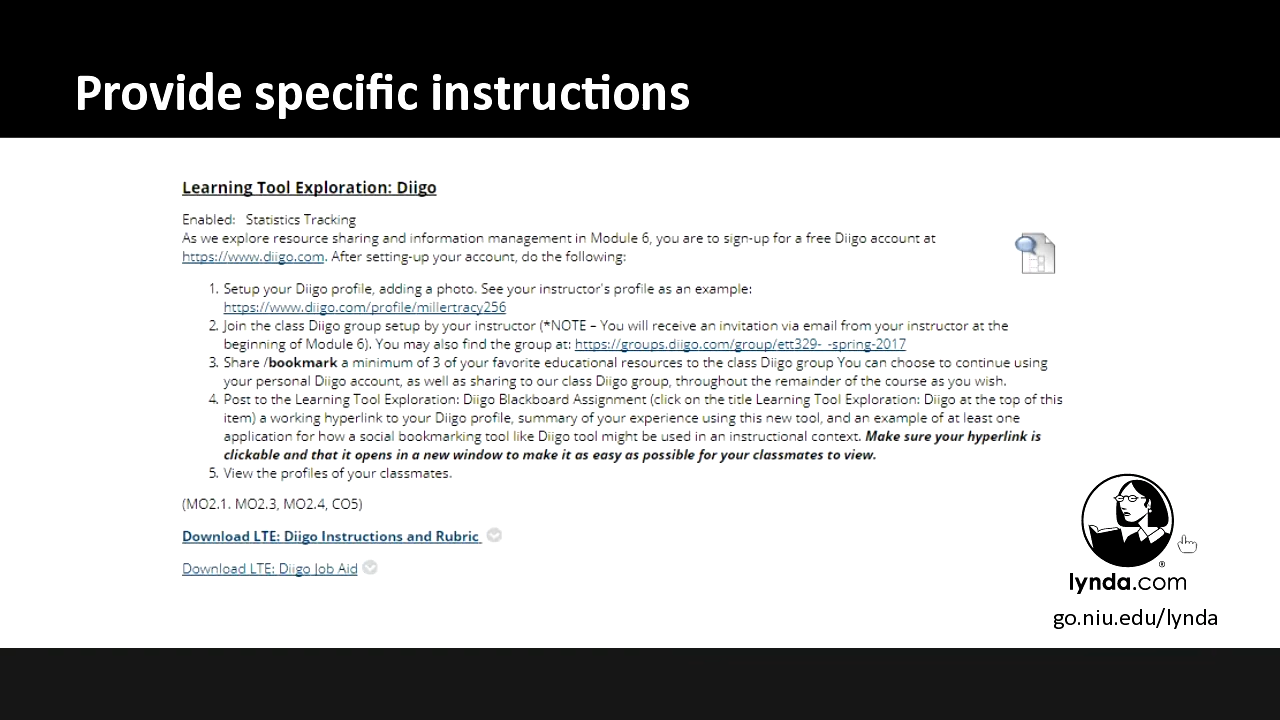 Provide specific instructions
Learning Tool Exploration: Diigo
Enabled: Statistics Tracking
As we explore resource sharing and information management in Module 6, you are to sign-up for a free Diigo account at
https://www.diigo.com. After setting-up your account, do the following:
1. Setup your Diigo profile, adding a photo. See your instructor's profile as an example:
https://www.diigo.com/profile/millertracy256
2. Join the class Diigo group setup by your instructor (*NOTE – You will receive an invitation via email from your instructor at the
beginning of Module 6). You may also find the group at: https://groups.diigo.com/group/ett329-_-spring-2017
3. Share /bookmark a minimum of 3 of your favorite educational resources to the class Diigo group You can choose to continue using
your personal Diigo account, as well as sharing to our class Diigo group, throughout the remainder of the course as you wish.
4. Post to the Learning Tool Exploration: Diigo Blackboard Assignment (click on the title Learning Tool Exploration: Diigo at the top of this
item) a working hyperlink to your Diigo profile, summary of your experience using this new tool, and an example of at least one
application for how a social bookmarking tool like Diigo tool might be used in an instructional context. Make sure your hyperlink is
clickable and that it opens in a new window to make it as easy as possible for your classmates to view.
5. View the profiles of your classmates.
(MO2.1. MO2.3, MO2.4, CO5)
Download LTE: Diigo Instructions and Rubric
Download LTE: Diigo Job Aid
®
lynda.com
go.niu.edu/lynda